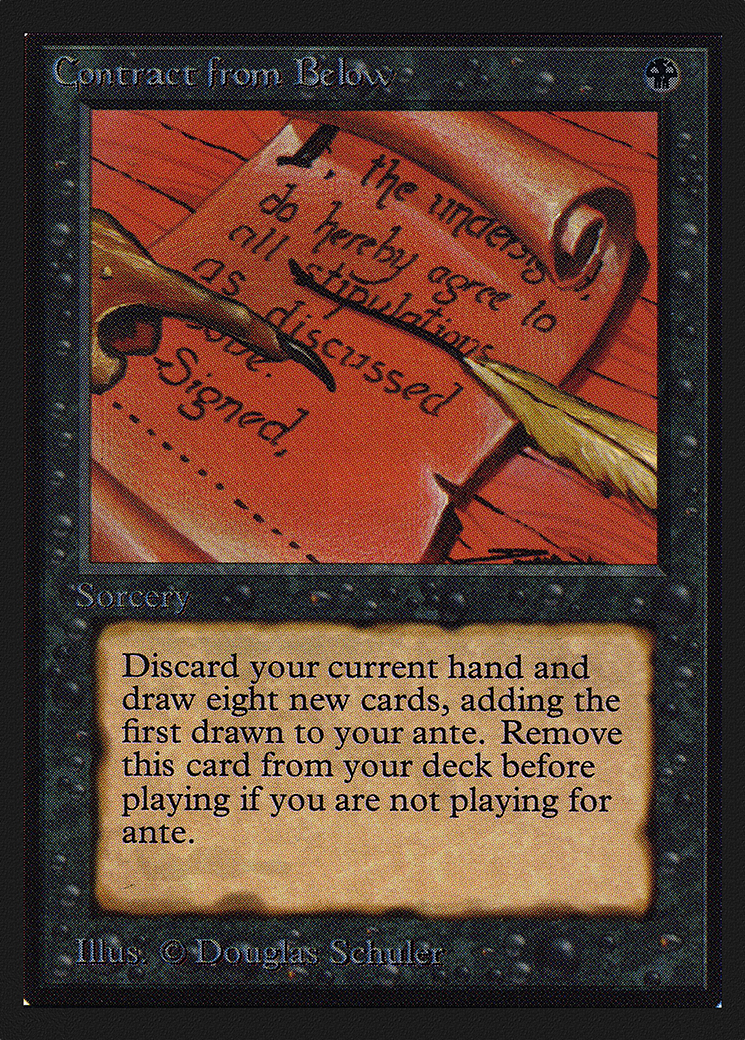 Contract from Below
I, the undersig
do hereby agree to
all stipulations
as discussed
Signed,
Sorcery
Discard your current hand and
draw eight new cards, adding the
first drawn to your ante. Remove
this card from your deck before
playing if you are not playing for
ante.
Illus. © Douglas Schuler